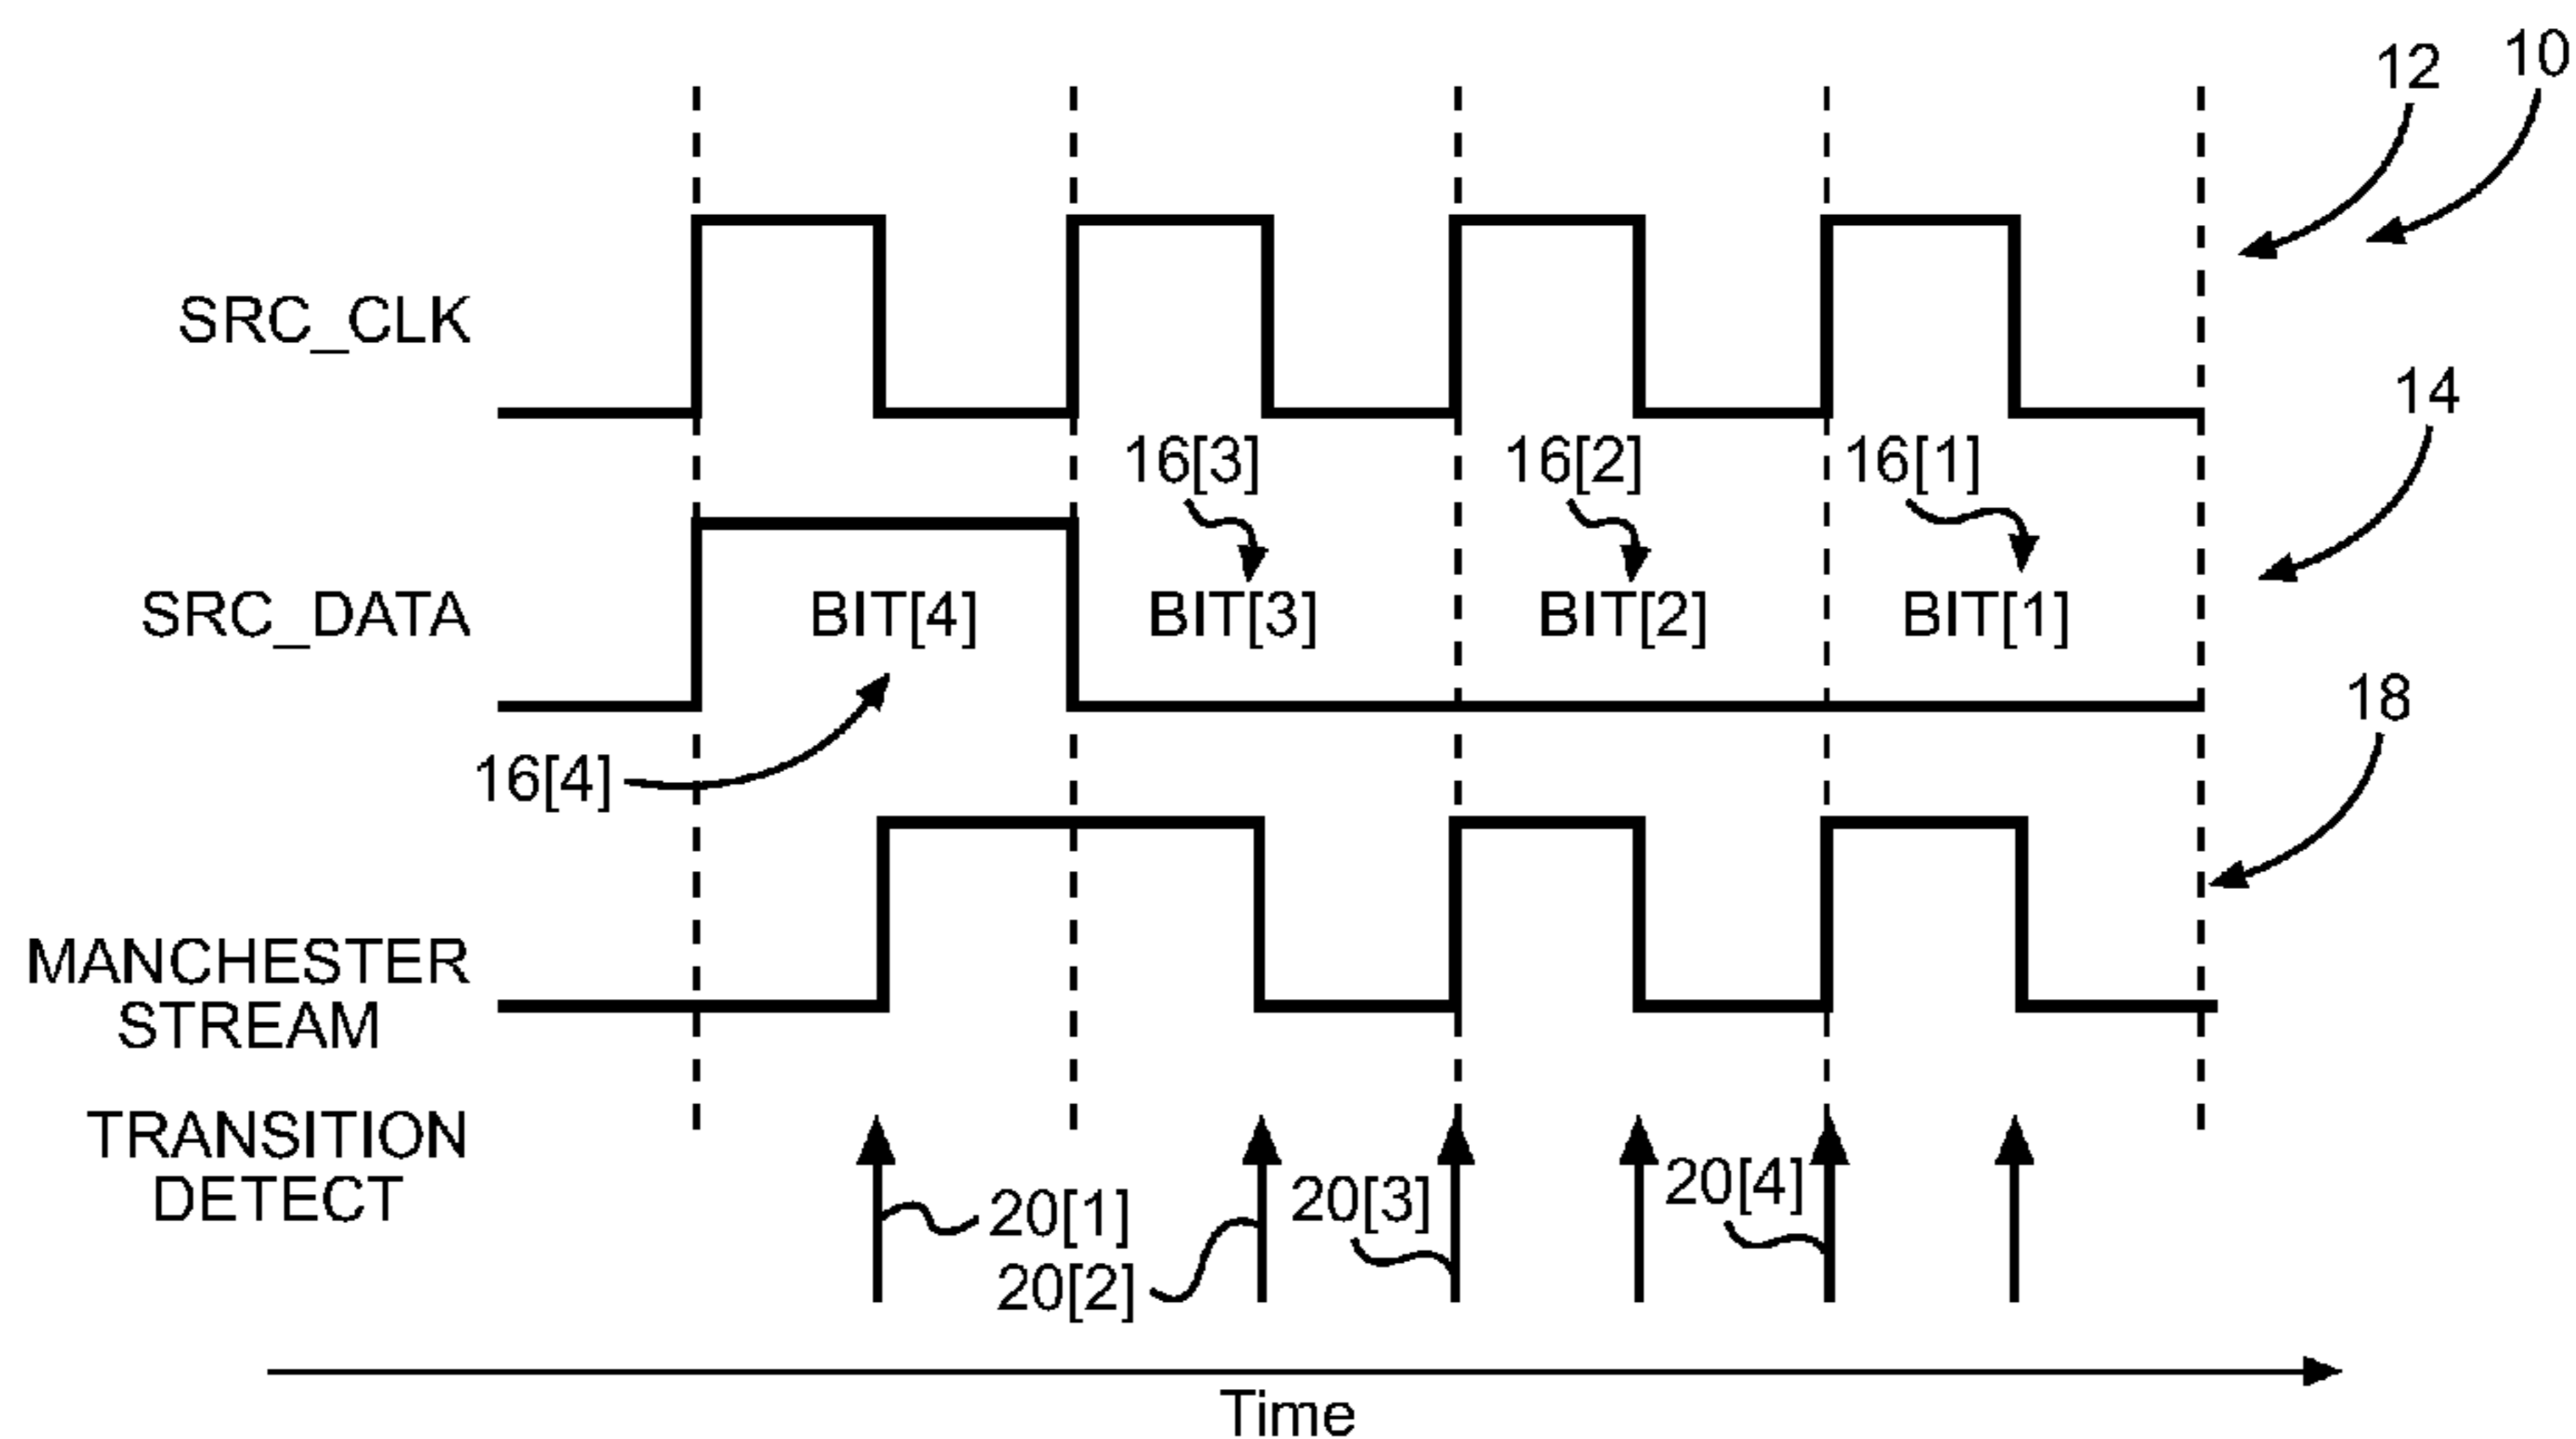 10
12
SRC_CLK
14
16[3] 16[2] 16[1]
SRC_DATA BIT[4] BIT[3] BIT[2] BIT[1]
18
16[4]
MANCHESTER
STREAM
TRANSITION
DETECT
20[1] 20[3] 20[4]
20[2]
Time